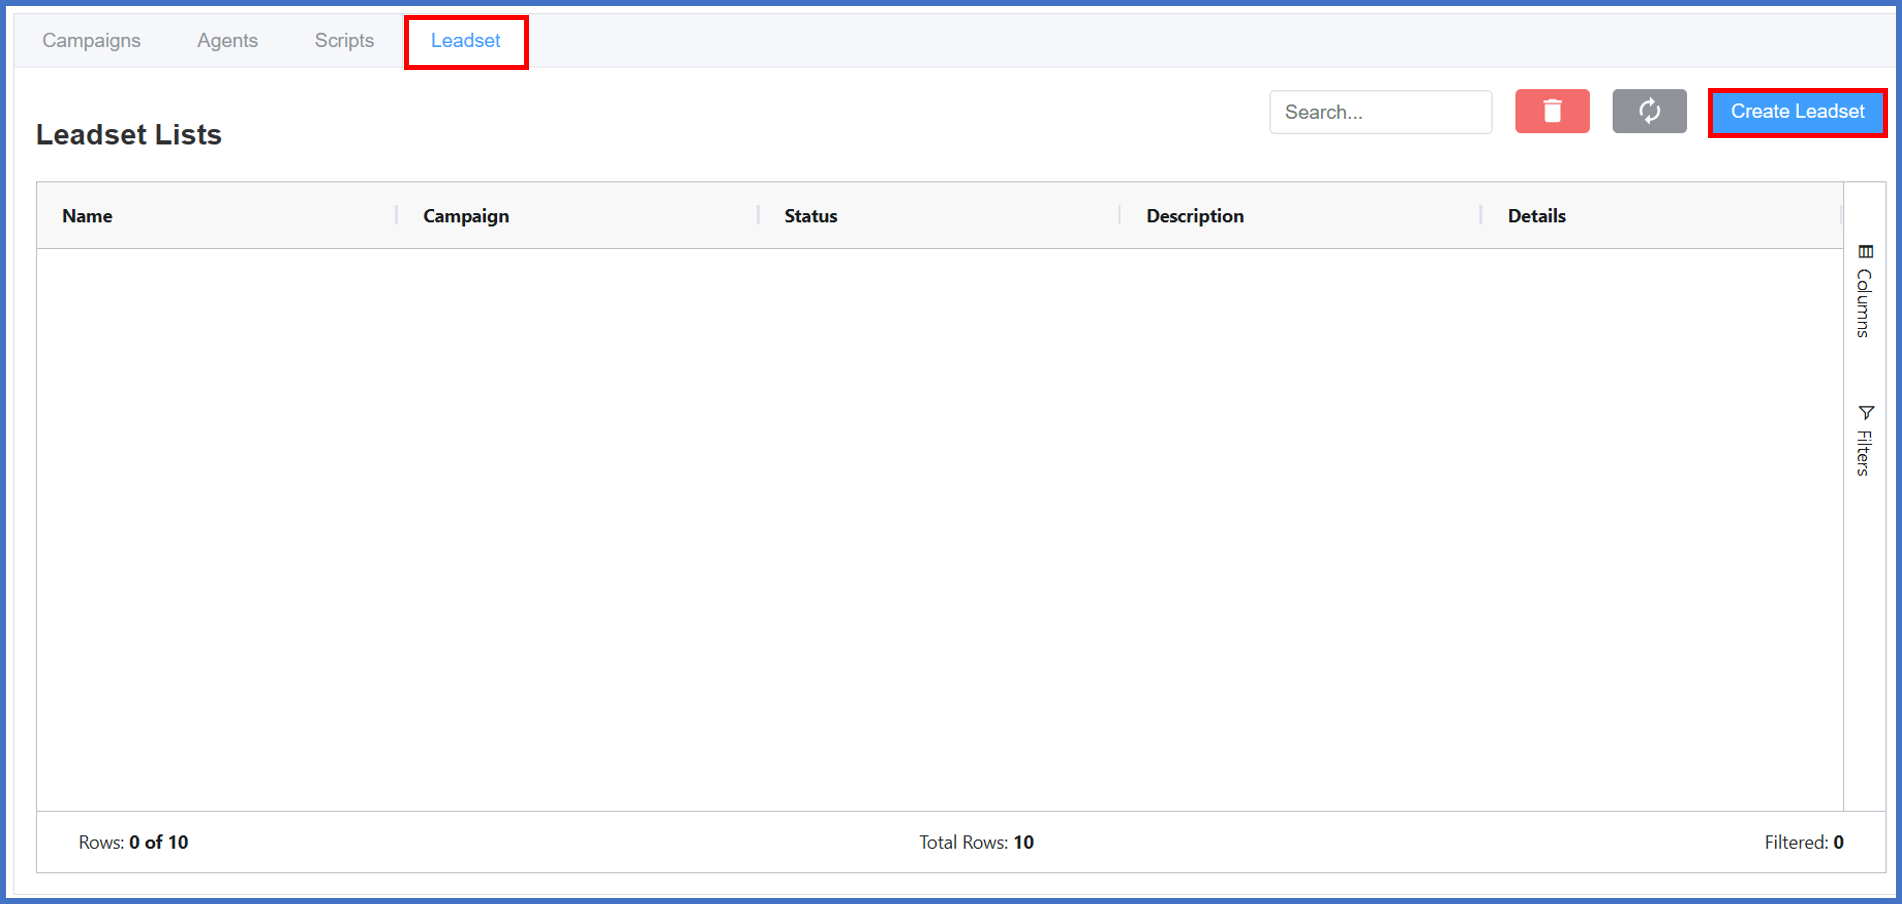 Campaigns Agents Scripts Leadset
Search... Create Leadset
Leadset Lists
Name Campaign Status Description Details
Columns
Filters
Rows: 0 of 10 Total Rows: 10 Filtered: 0